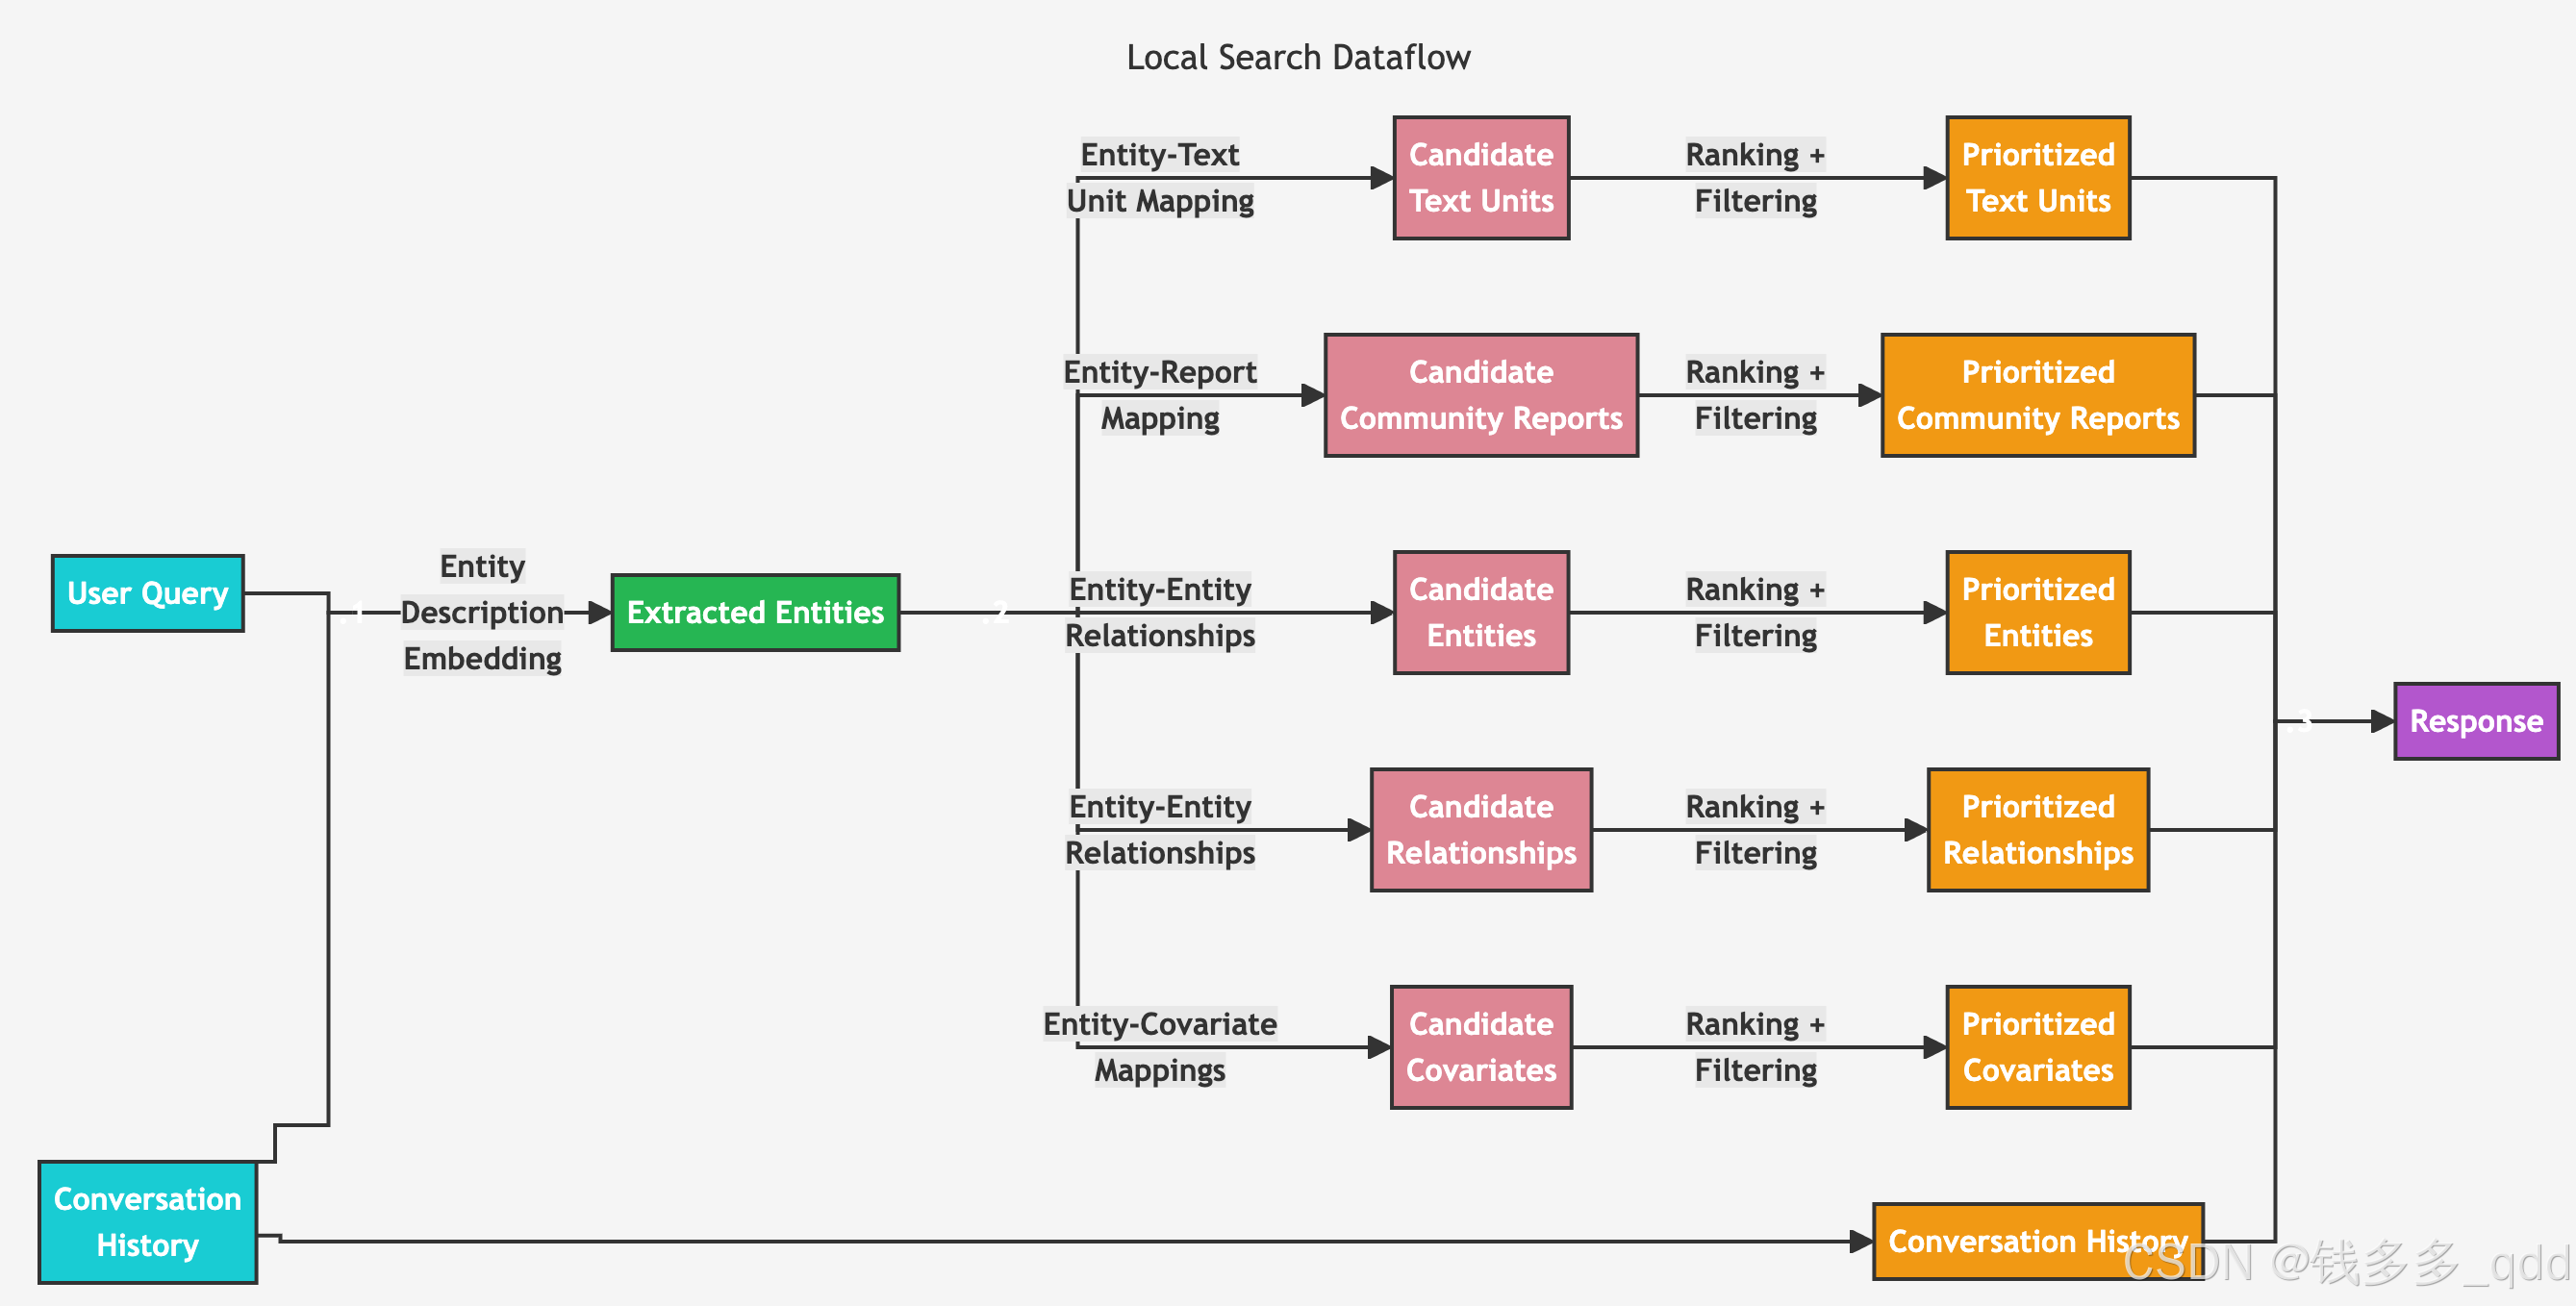 Local Search Dataflow
Entity-Text
Unit Mapping
Candidate
Text Units
Ranking +
Filtering
Prioritized
Text Units
Entity-Report
Mapping
Candidate
Community Reports
Ranking +
Filtering
Prioritized
Community Reports
User Query
.1
Entity
Description
Embedding
Extracted Entities
.2
Entity-Entity
Relationships
Candidate
Entities
Ranking +
Filtering
Prioritized
Entities
.3
Response
Entity-Entity
Relationships
Candidate
Relationships
Ranking +
Filtering
Prioritized
Relationships
Entity-Covariate
Mappings
Candidate
Covariates
Ranking +
Filtering
Prioritized
Covariates
Conversation
History
Conversation History
CSDN @钱多多_qdd